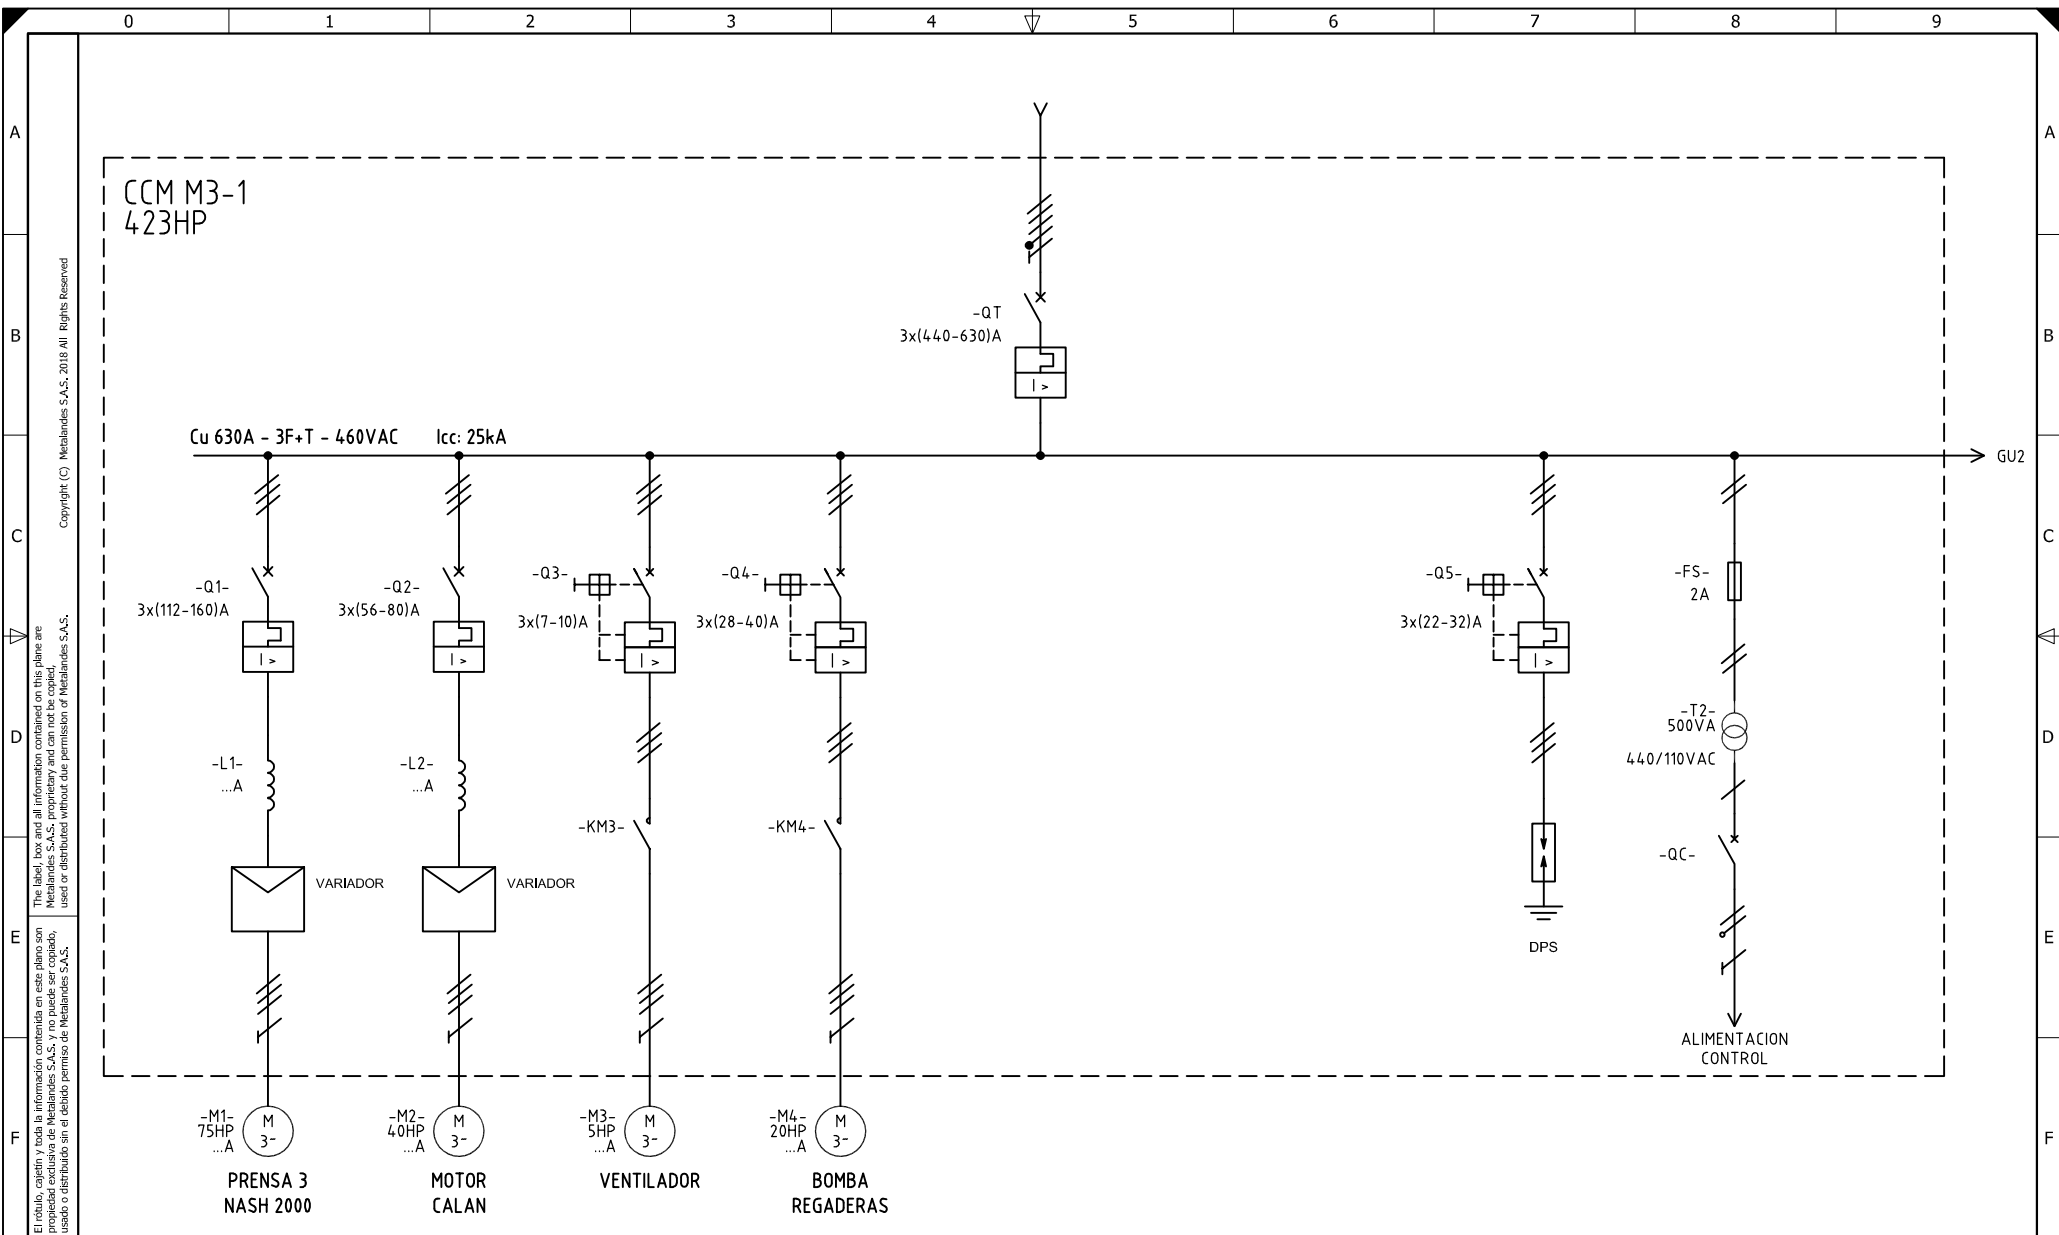 0 1 2 3 4 5 6 7 8 9
A A
CCM M3-1
423HP
B B
-QT
3x(440-630)A
I >
Cu 630A - 3F+T - 460VAC Icc: 25kA
GU2
C C
-Q1-
3x(112-160)A
I >
-Q2-
3x(56-80)A
I >
-Q3-
3x(7-10)A
I >
-Q4-
3x(28-40)A
I >
-Q5-
3x(22-32)A
I >
-FS-
2A
D D
-L1-
...A
-L2-
...A
-T2-
500VA
440/110VAC
-KM3-
-KM4-
-QC-
VARIADOR
VARIADOR
E E
DPS
ALIMENTACION
CONTROL
F F
-M1-
75HP
...A
M
3~
PRENSA 3
NASH 2000
-M2-
40HP
...A
M
3~
MOTOR
CALAN
-M3-
5HP
...A
M
3~
VENTILADOR
-M4-
20HP
...A
M
3~
BOMBA
REGADERAS
Copyright (C) Metalandes S.A.S. 2018 All Rights Reserved
The label, box and all information contained on this plane are
Metalandes S.A.S. proprietary and can not be copied,
used or distributed without due permission of Metalandes S.A.S.
El rótulo, cajetín y toda la información contenida en este plano son
propiedad exclusiva de Metalandes S.A.S. y no puede ser copiado,
usado o distribuido sin el debido permiso de Metalandes S.A.S.